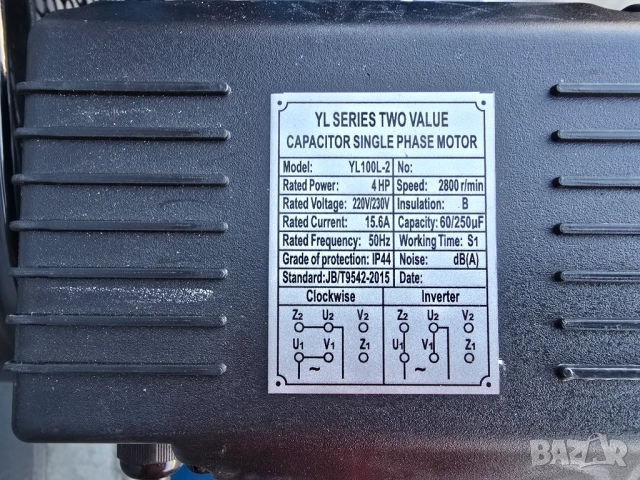 YL SERIES TWO VALUE
CAPACITOR SINGLE PHASE MOTOR
Model: YL100L-2 No:
Rated Power: 4 HP Speed: 2800 r/min
Rated Voltage: 220V/230V Insulation: B
Rated Current: 15.6A Capacity: 60/250μF
Rated Frequency: 50Hz Working Time: S1
Grade of protection: IP44 Noise: dB(A)
Standard:JB/T9542-2015 Date:
Clockwise Inverter
Z2 U2 V2 Z2 U2 V2
U1 V1 Z1 U1 V1 Z1
~ ~
BAZAR